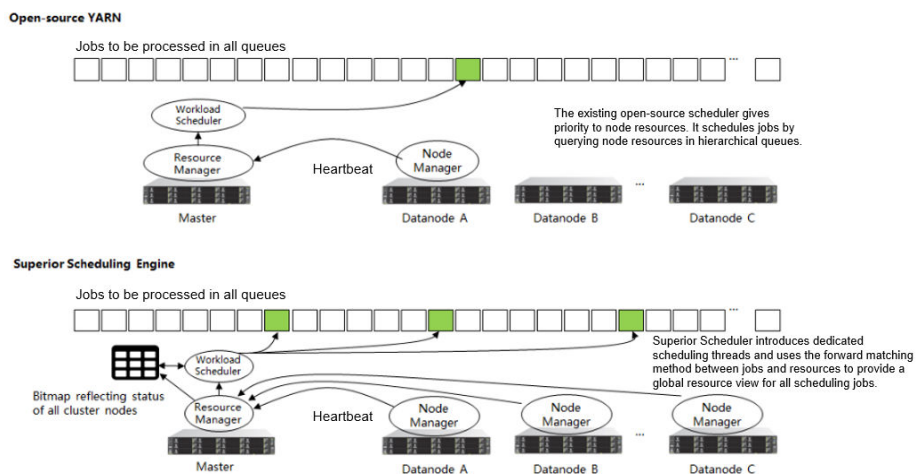 Open-source YARN
Jobs to be processed in all queues
...
Workload
Scheduler
The existing open-source scheduler gives
priority to node resources. It schedules jobs by
querying node resources in hierarchical queues.
Resource
Manager
Heartbeat
Node
Manager
...
Master
Datanode A
Datanode B
Datanode C
Superior Scheduling Engine
Jobs to be processed in all queues
...
Superior Scheduler introduces dedicated
scheduling threads and uses the forward matching
method between jobs and resources to provide a
global resource view for all scheduling jobs.
Workload
Scheduler
Bitmap reflecting status
of all cluster nodes
Resource
Manager
Heartbeat
Node
Manager
Node
Manager
Node
Manager
...
Master
Datanode A
Datanode B
Datanode C